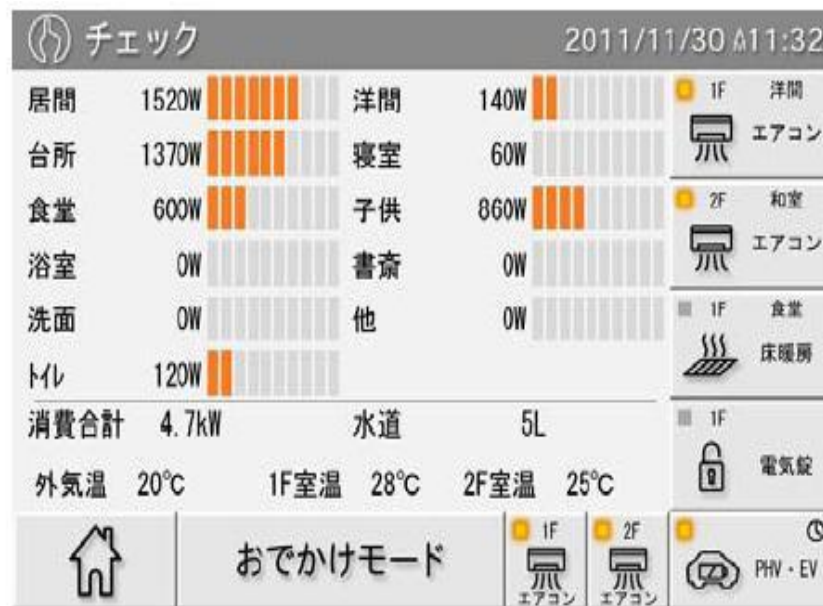 チェック 2011/11/30 AM11:32
居間 1520W 洋間 140W
台所 1370W 寝室 60W
食堂 600W 子供 860W
浴室 0W 書斎 0W
洗面 0W 他 0W
トイレ 120W
消費合計 4.7kW 水道 5L
外気温 20℃ 1F室温 28℃ 2F室温 25℃
おでかけモード
1F エアコン
2F エアコン
1F 洋間
エアコン
2F 和室
エアコン
1F 食堂
床暖房
1F
電気錠
PHV・EV